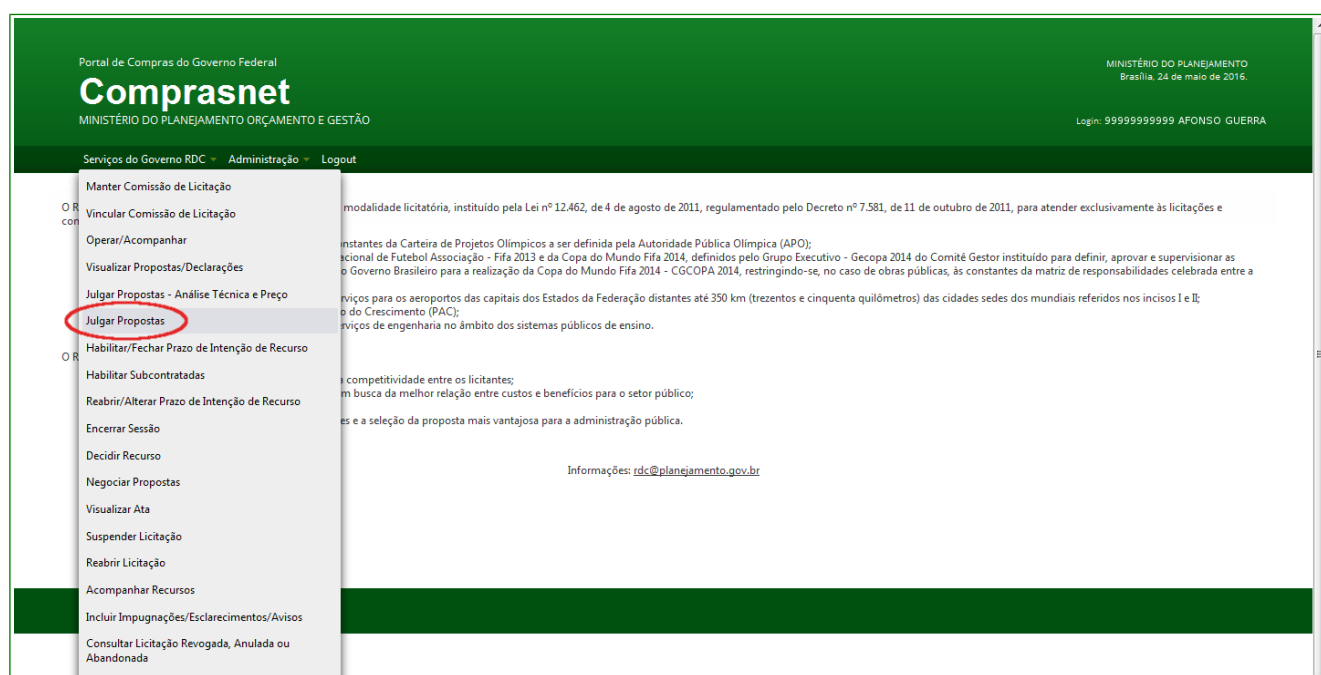 Portal de Compras do Governo Federal
Comprasnet
MINISTÉRIO DO PLANEJAMENTO ORÇAMENTO E GESTÃO
MINISTÉRIO DO PLANEJAMENTO
Brasília, 24 de maio de 2016.
Login: 99999999999 AFONSO GUERRA
Serviços do Governo RDC Administração Logout
Manter Comissão de Licitação
Vincular Comissão de Licitação
Operar/Acompanhar
Visualizar Propostas/Declarações
Julgar Propostas - Análise Técnica e Preço
Julgar Propostas
Habilitar/Fechar Prazo de Intenção de Recurso
Habilitar Subcontratadas
Reabrir/Alterar Prazo de Intenção de Recurso
Encerrar Sessão
Decidir Recurso
Negociar Propostas
Visualizar Ata
Suspender Licitação
Reabrir Licitação
Acompanhar Recursos
Incluir Impugnações/Esclarecimentos/Avisos
Consultar Licitação Revogada, Anulada ou
Abandonada
O R
modalidade licitatória, instituído pela Lei nº 12.462, de 4 de agosto de 2011, regulamentado pelo Decreto nº 7.581, de 11 de outubro de 2011, para atender exclusivamente às licitações e
con
nstantes da Carteira de Projetos Olímpicos a ser definida pela Autoridade Pública Olímpica (APO);
acional de Futebol Associação - Fifa 2013 e da Copa do Mundo Fifa 2014, definidos pelo Grupo Executivo - Gecopa 2014 do Comitê Gestor instituído para definir, aprovar e supervisionar as
o Governo Brasileiro para a realização da Copa do Mundo Fifa 2014 - CGCOPA 2014, restringindo-se, no caso de obras públicas, às constantes da matriz de responsabilidades celebrada entre a
rviços para os aeroportos das capitais dos Estados da Federação distantes até 350 km (trezentos e cinquenta quilômetros) das cidades sedes dos mundiais referidos nos incisos I e II;
o do Crescimento (PAC);
erviços de engenharia no âmbito dos sistemas públicos de ensino.
O R
a competitividade entre os licitantes;
m busca da melhor relação entre custos e benefícios para o setor público;
es e a seleção da proposta mais vantajosa para a administração pública.
Informações: rdc@planejamento.gov.br